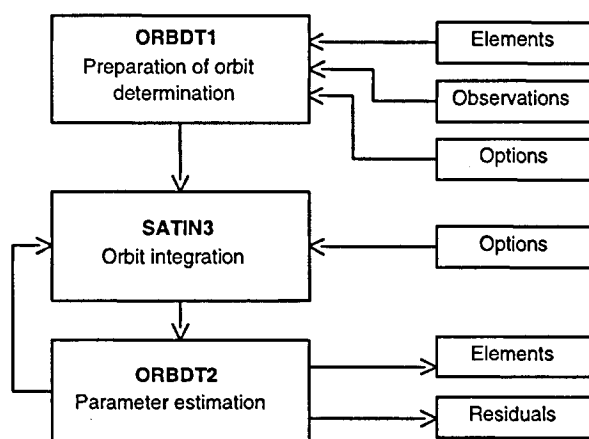 ORBDT1
Preparation of orbit
determination
Elements
Observations
Options
SATIN3
Orbit integration
Options
ORBDT2
Parameter estimation
Elements
Residuals